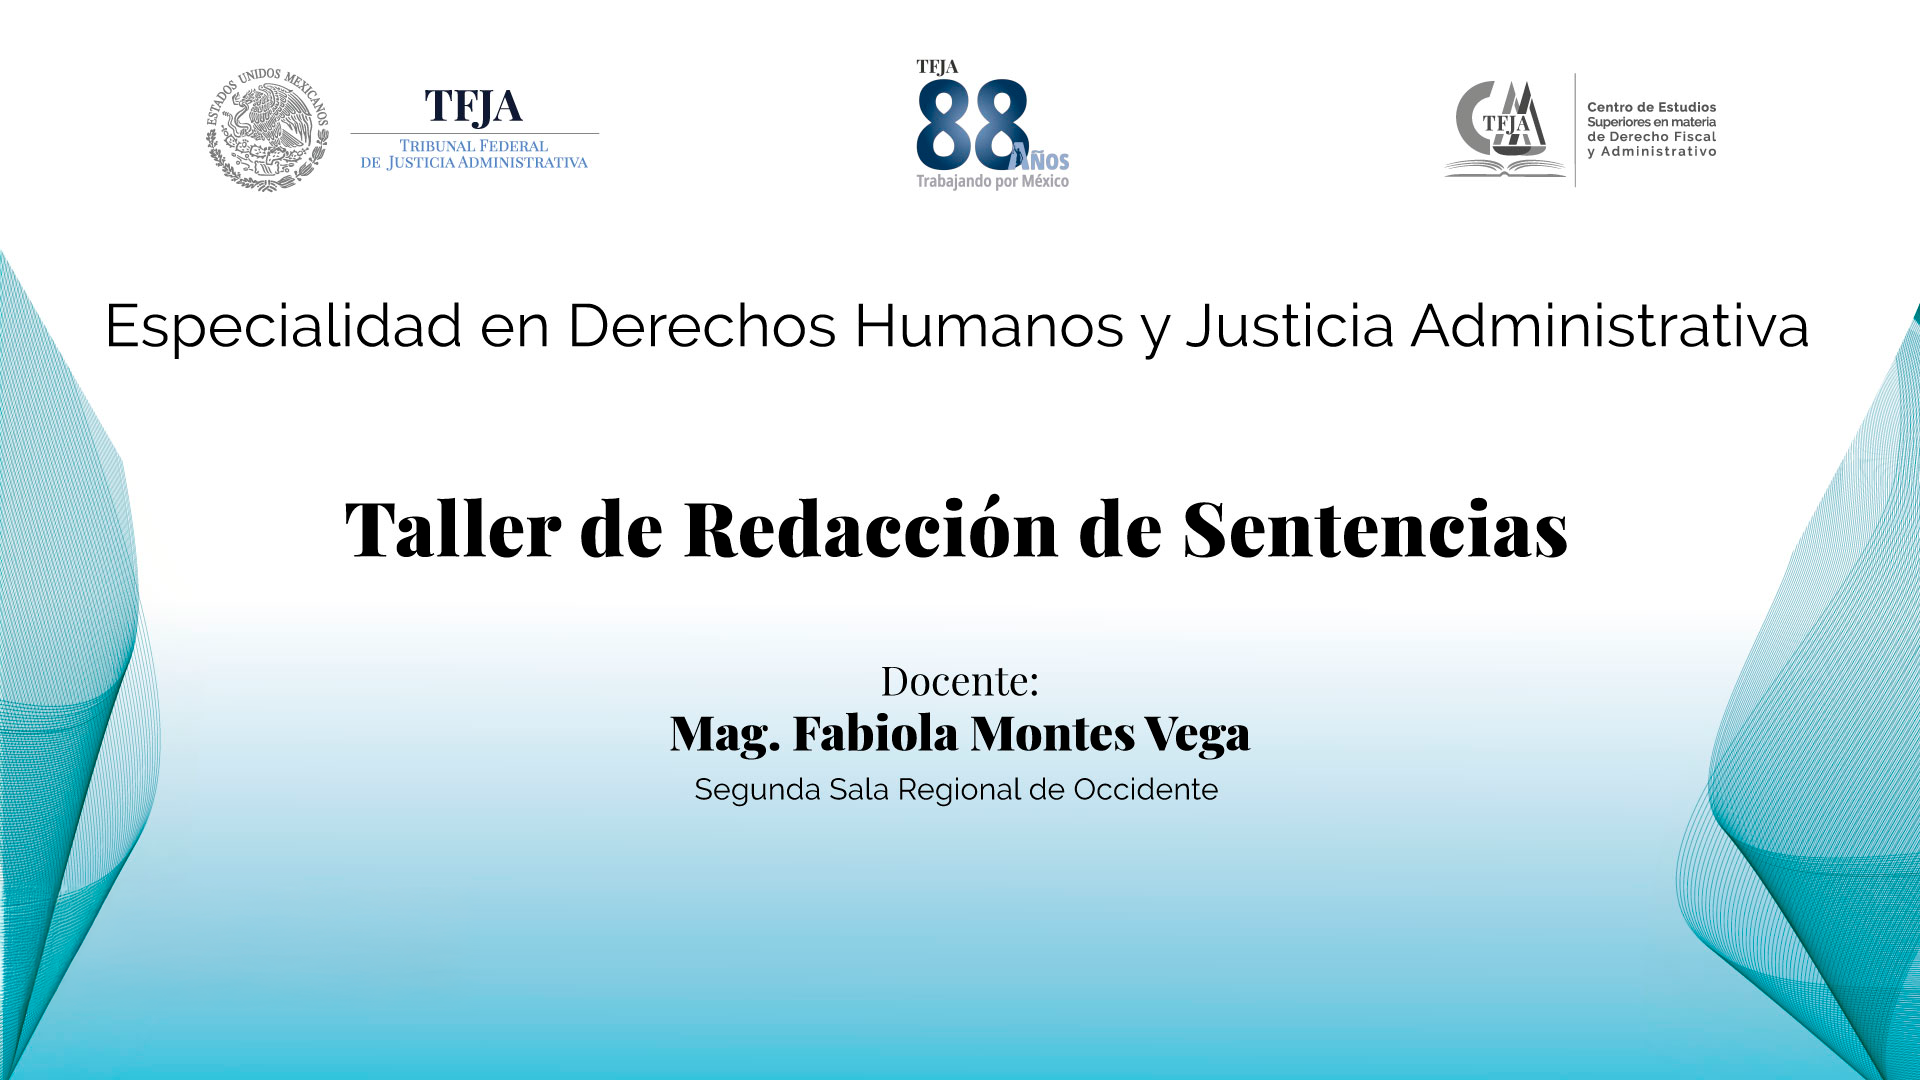 ESTADOS UNIDOS MEXICANOS
TFJA
TRIBUNAL FEDERAL
DE JUSTICIA ADMINISTRATIVA
TFJA
88
AÑOS
Trabajando por México
TFJA
Centro de Estudios
Superiores en materia
de Derecho Fiscal
y Administrativo
Especialidad en Derechos Humanos y Justicia Administrativa
Taller de Redacción de Sentencias
Docente:
Mag. Fabiola Montes Vega
Segunda Sala Regional de Occidente